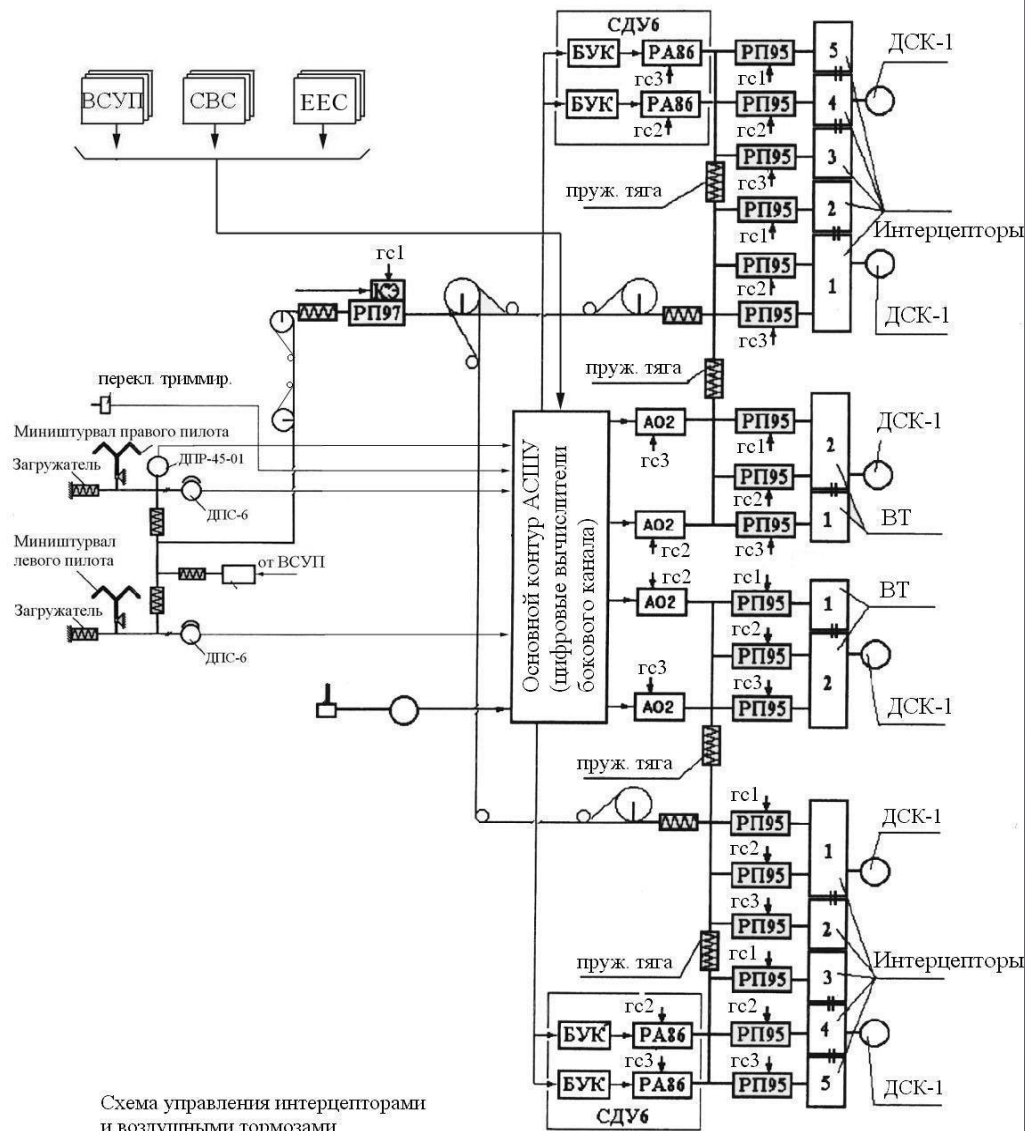 СДУ6
БУК
РА86
гс3
БУК
РА86
гс2
ВСУП
СВС
ЕЕС
РП95
гс1
5
ДСК-1
РП95
гс2
4
РП95
гс3
3
пруж. тяга
РП95
гс1
2
Интерцепторы
РП95
гс2
1
РП95
гс3
ДСК-1
гс1
КЭ
РП97
пруж. тяга
перекл. триммир.
Миништурвал правого пилота
Загружатель
ДПР-45-01
ДПС-6
Миништурвал
левого пилота
от ВСУП
Загружатель
ДПС-6
Основной контур АСШУ
(цифровые вычислители
бокового канала)
АО2
гс3
РП95
гс1
2
ДСК-1
РП95
гс2
АО2
гс2
РП95
гс3
1
ВТ
гс2
АО2
гс1
РП95
1
ВТ
гс2
РП95
2
гс3
АО2
гс3
РП95
ДСК-1
пруж. тяга
гс1
РП95
1
ДСК-1
гс2
РП95
гс3
РП95
2
пруж. тяга
гс1
РП95
3
Интерцепторы
гс2
БУК
РА86
гс2
РП95
4
гс3
БУК
РА86
гс3
РП95
5
ДСК-1
СДУ6
Схема управления интерцепторами
и воздушными тормозами